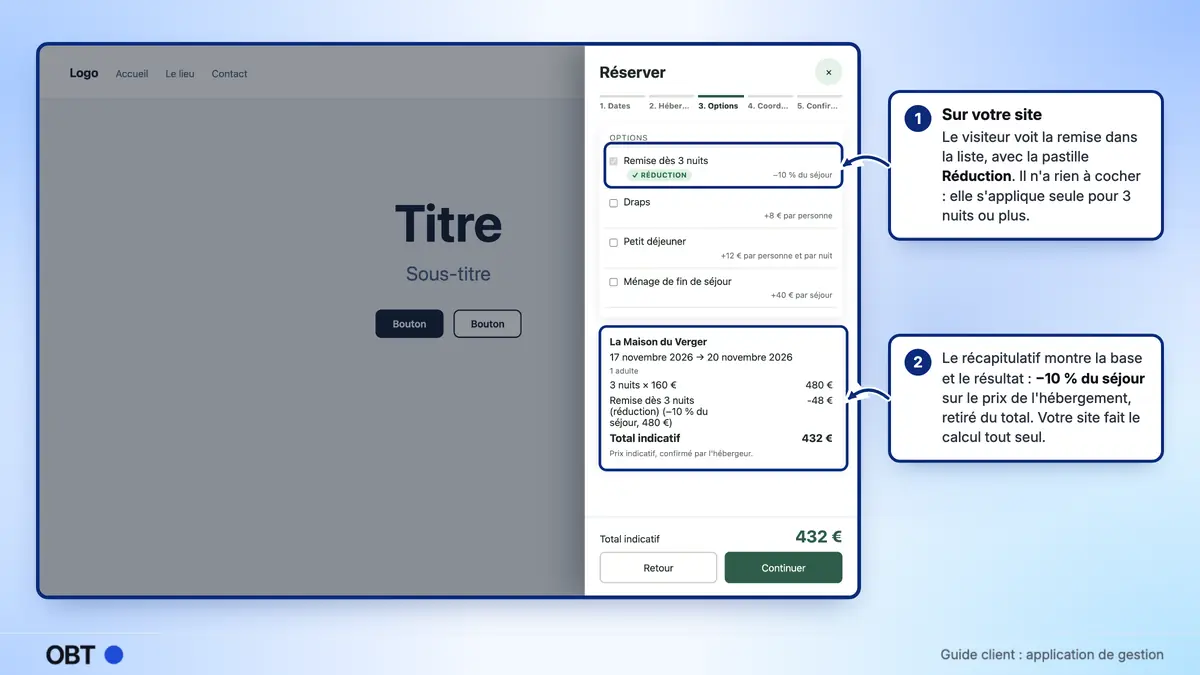 Logo
Accueil
Le lieu
Contact
Titre
Sous-titre
Bouton
Bouton
Réserver
×
1. Dates
2. Héber...
3. Options
4. Coord...
5. Confir...
OPTIONS
Remise dès 3 nuits
✓ RÉDUCTION
−10 % du séjour
Draps
+8 € par personne
Petit déjeuner
+12 € par personne et par nuit
Ménage de fin de séjour
+40 € par séjour
La Maison du Verger
17 novembre 2026 → 20 novembre 2026
1 adulte
3 nuits × 160 €
480 €
Remise dès 3 nuits
-48 €
(réduction) (−10 % du
séjour, 480 €)
Total indicatif
432 €
Prix indicatif, confirmé par l'hébergeur.
Total indicatif
432 €
Retour
Continuer
1
Sur votre site
Le visiteur voit la remise dans
la liste, avec la pastille
Réduction. Il n'a rien à cocher
: elle s'applique seule pour 3
nuits ou plus.
2
Le récapitulatif montre la base
et le résultat : −10 % du séjour
sur le prix de l'hébergement,
retiré du total. Votre site fait le
calcul tout seul.
OBT
Guide client : application de gestion